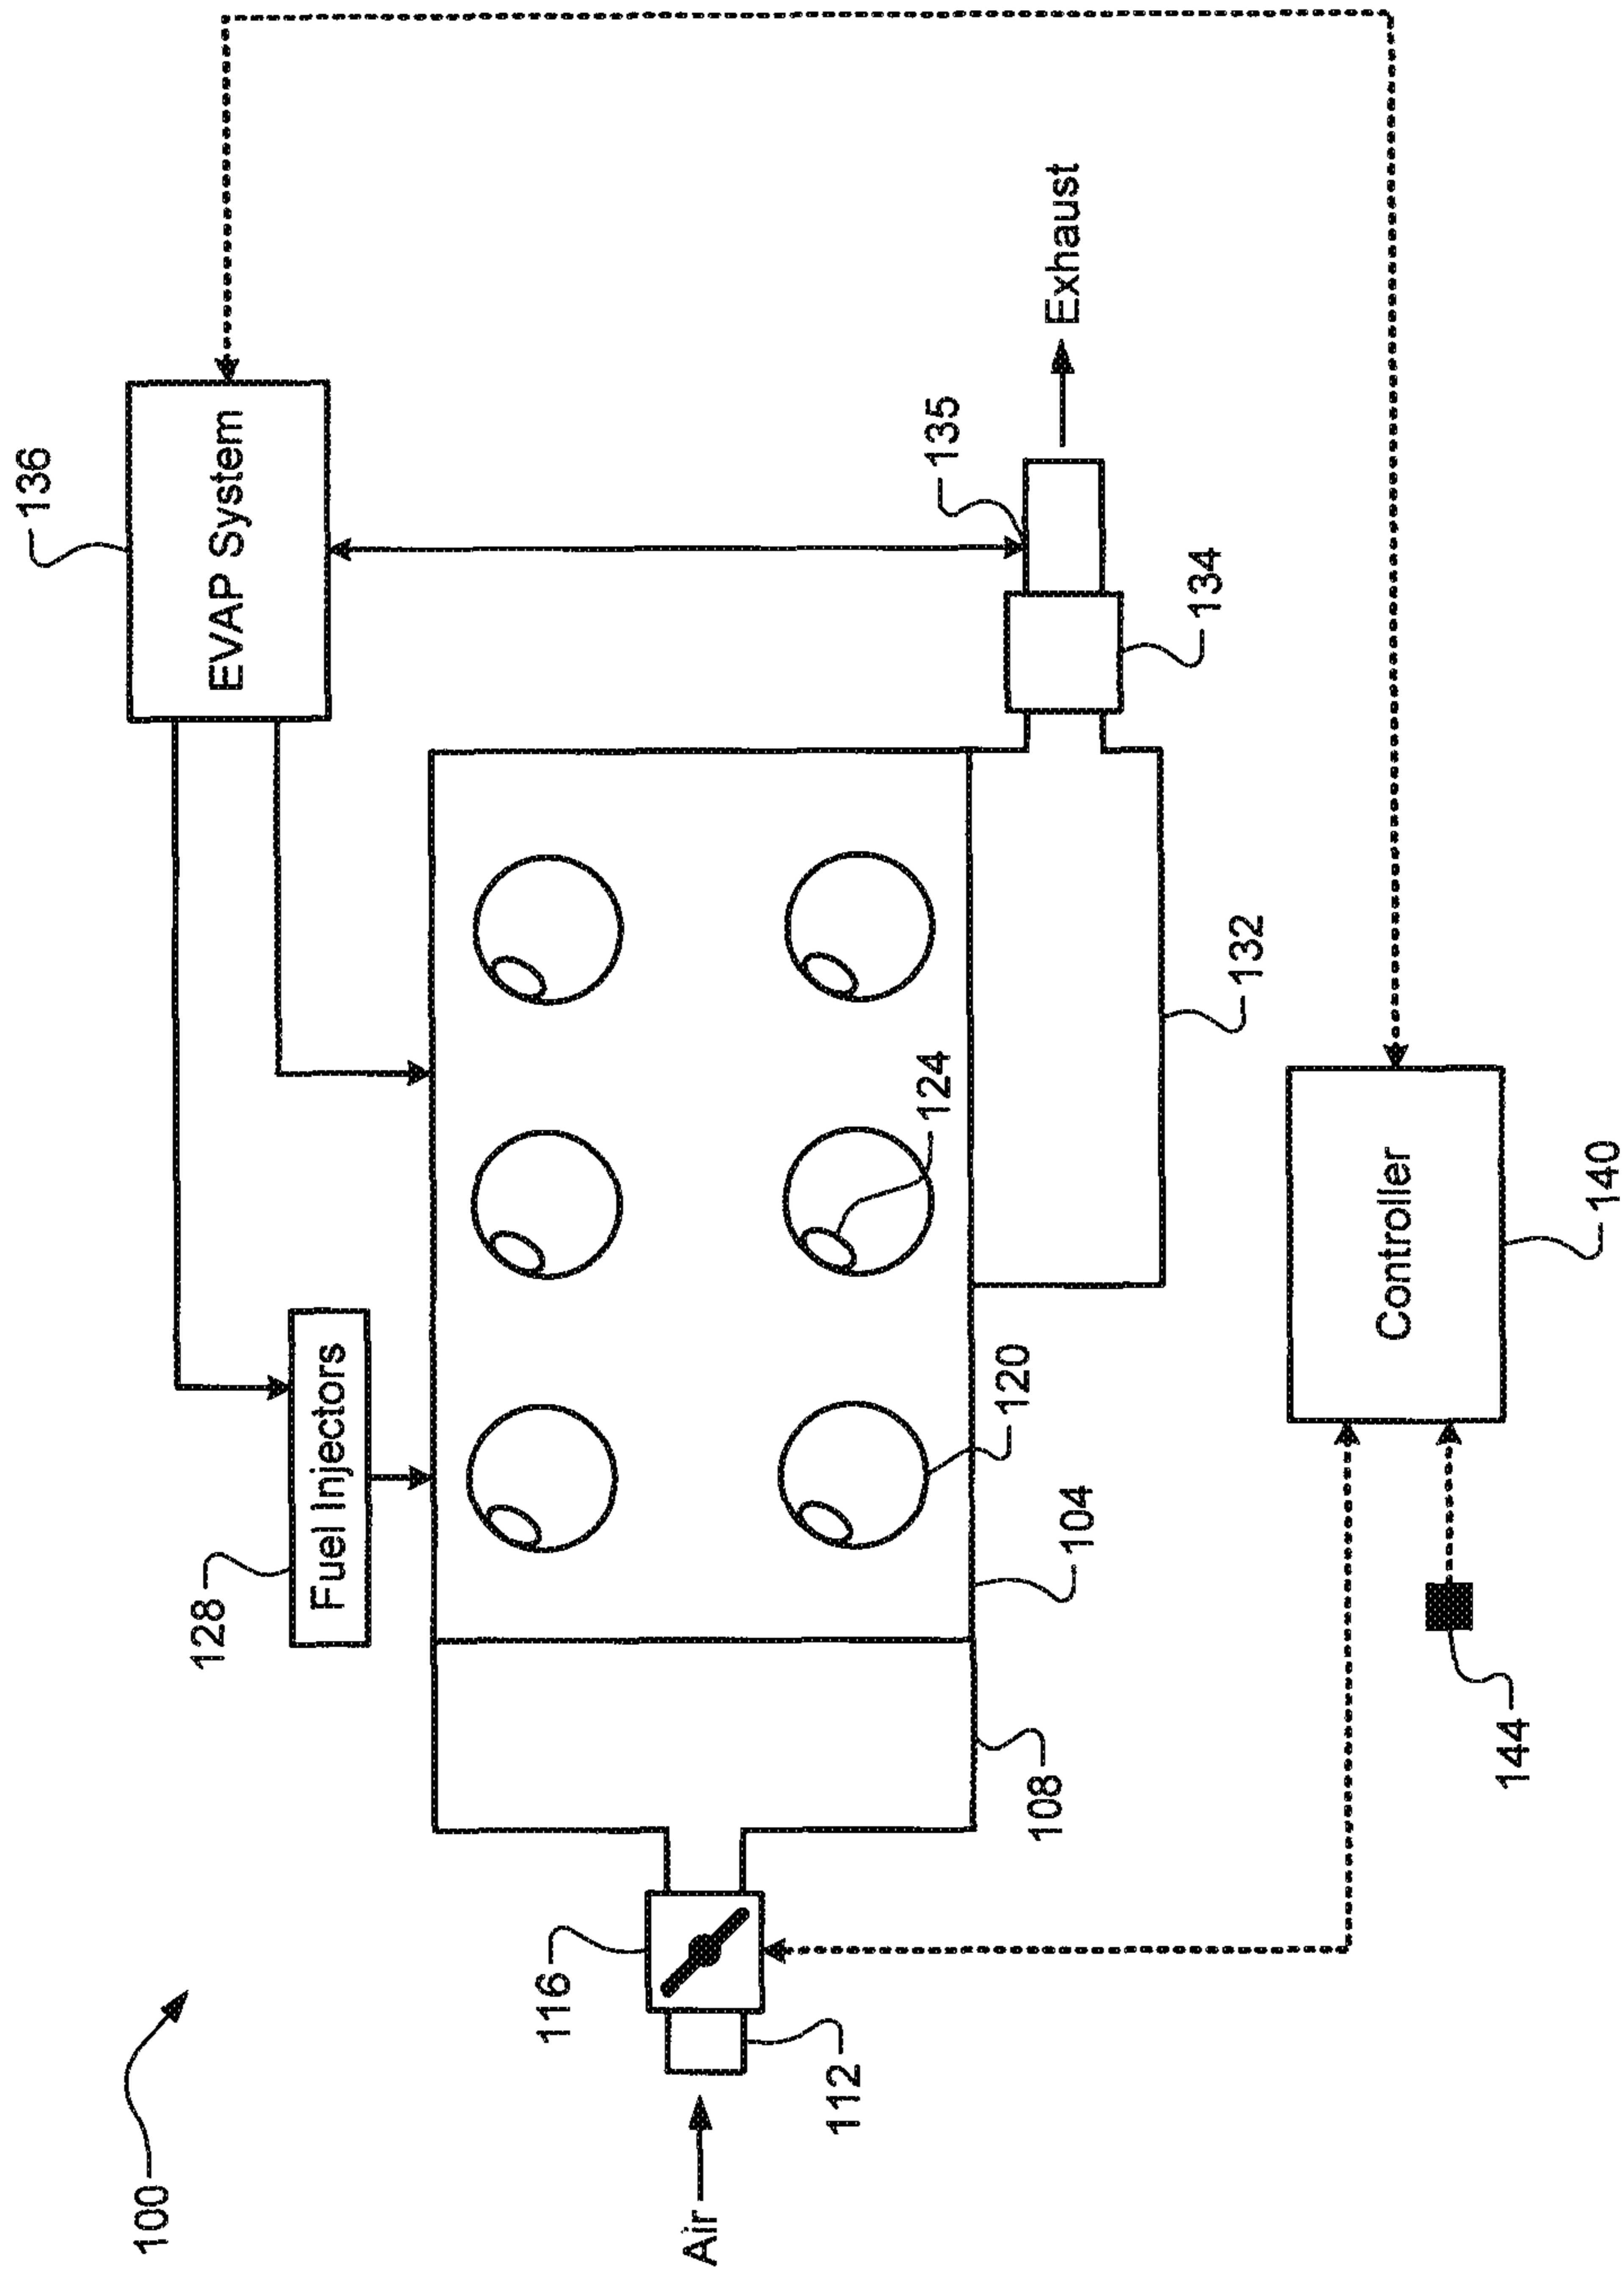 100
136
EVAP System
128
Fuel Injectors
116
Air
112
135
Exhaust
134
124
120
104
108
132
Controller
140
144